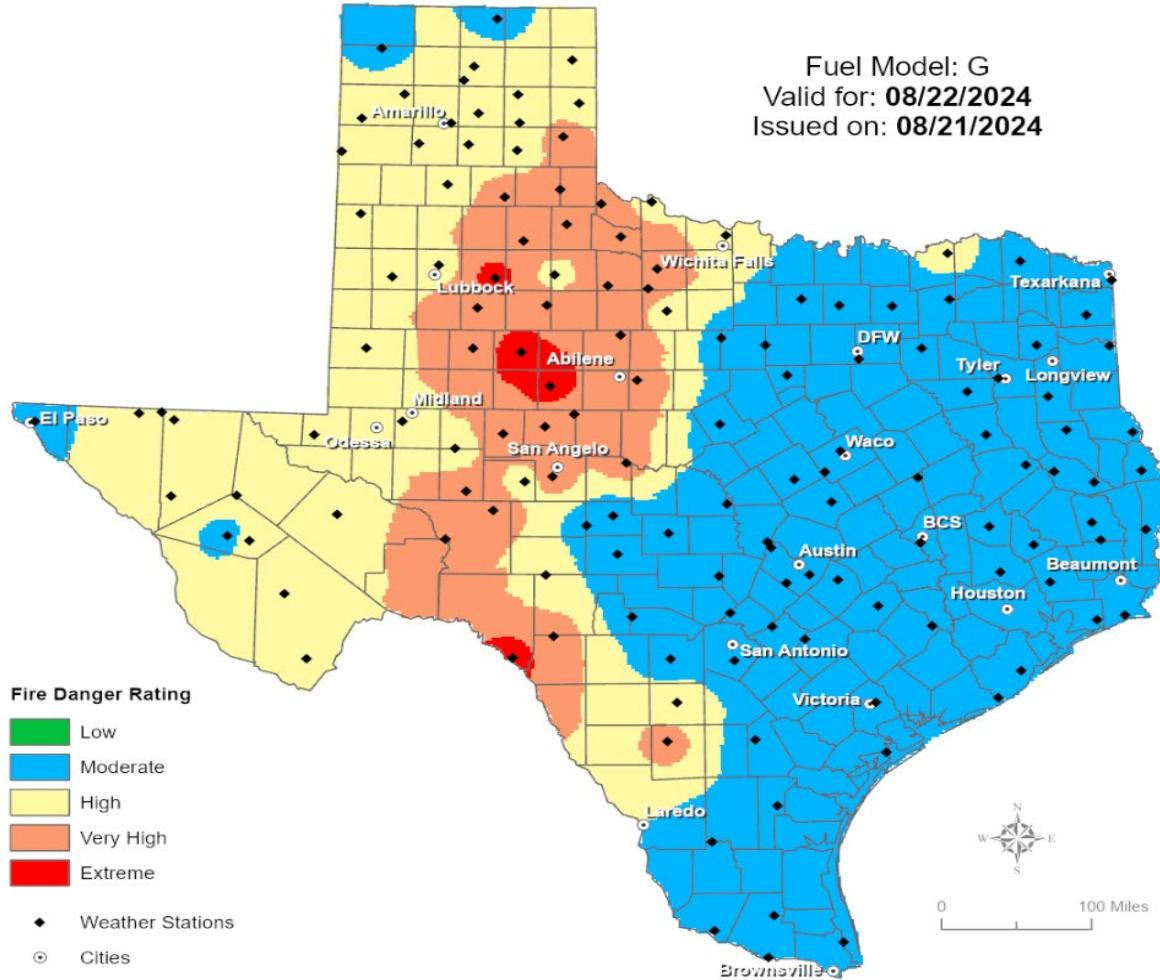 Fuel Model: G
Valid for: 08/22/2024
Issued on: 08/21/2024
Amarillo
Wichita Falls
Lubbock
Texarkana
DFW
Abilene
Tyler
Longview
Midland
El Paso
Odessa
San Angelo
Waco
BCS
Austin
Beaumont
Houston
San Antonio
Victoria
Laredo
Brownsville
Fire Danger Rating
Low
Moderate
High
Very High
Extreme
Weather Stations
Cities
N
W E
S
0 100 Miles